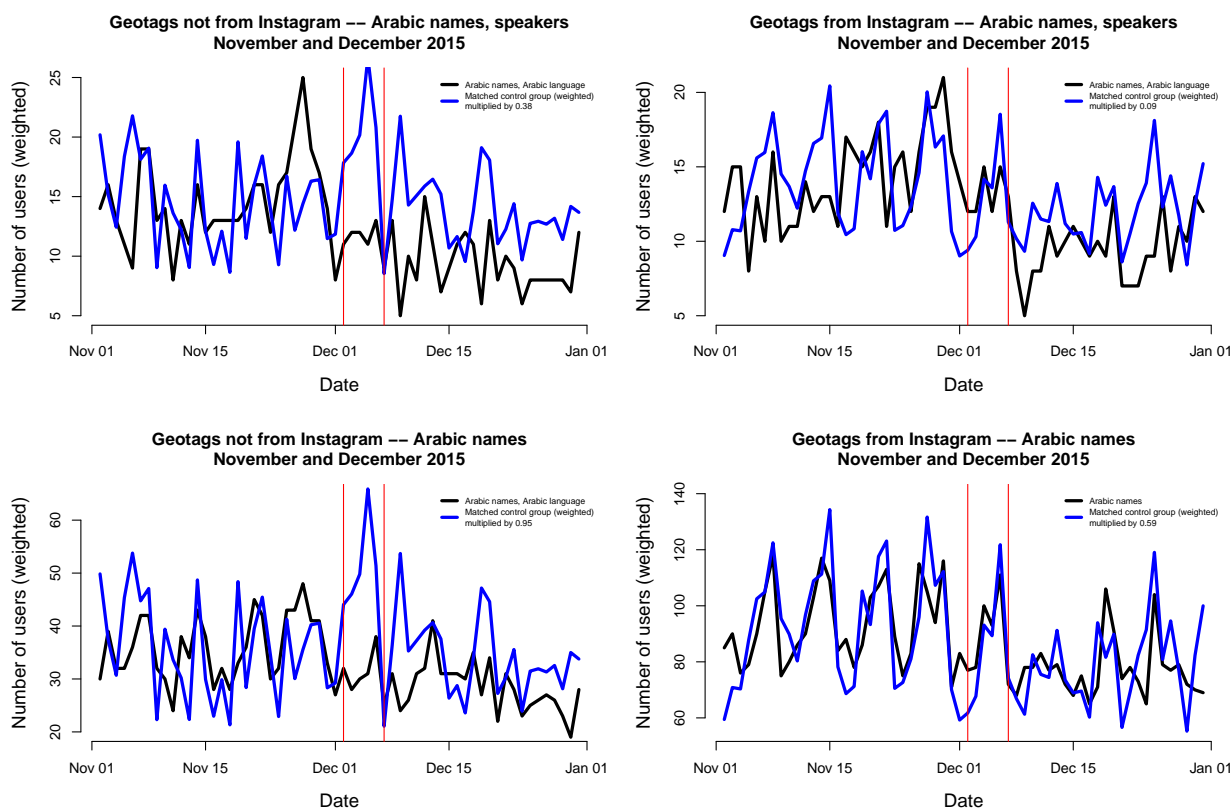 Geotags not from Instagram −− Arabic names, speakers
November and December 2015
Number of users (weighted)
25
20
15
10
5
Arabic names, Arabic language
Matched control group (weighted)
multiplied by 0.38
Nov 01
Nov 15
Dec 01
Dec 15
Jan 01
Date
Geotags from Instagram −− Arabic names, speakers
November and December 2015
Number of users (weighted)
20
15
10
5
Arabic names, Arabic language
Matched control group (weighted)
multiplied by 0.09
Nov 01
Nov 15
Dec 01
Dec 15
Jan 01
Date
Geotags not from Instagram −− Arabic names
November and December 2015
Number of users (weighted)
60
50
40
30
20
Arabic names, Arabic language
Matched control group (weighted)
multiplied by 0.95
Nov 01
Nov 15
Dec 01
Dec 15
Jan 01
Date
Geotags from Instagram −− Arabic names
November and December 2015
Number of users (weighted)
140
120
100
80
60
Arabic names
Matched control group (weighted)
multiplied by 0.59
Nov 01
Nov 15
Dec 01
Dec 15
Jan 01
Date